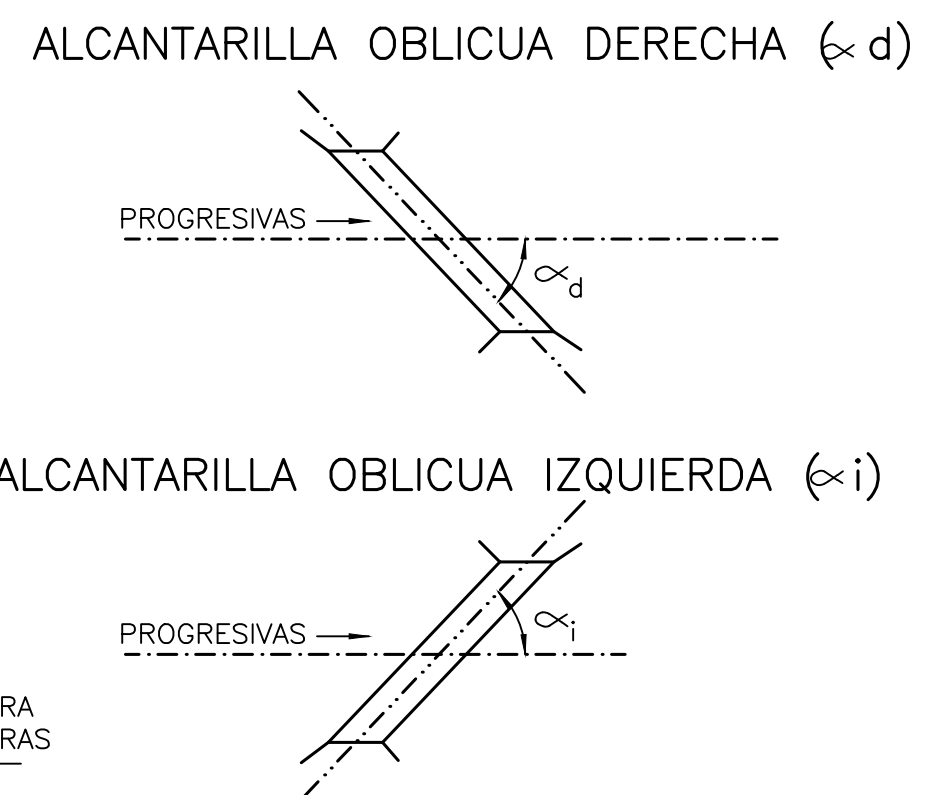 ALCANTARILLA OBLICUA DERECHA (∝ d)
PROGRESIVAS
∝d
ALCANTARILLA OBLICUA IZQUIERDA (∝ i)
PROGRESIVAS
∝i
RA
RAS